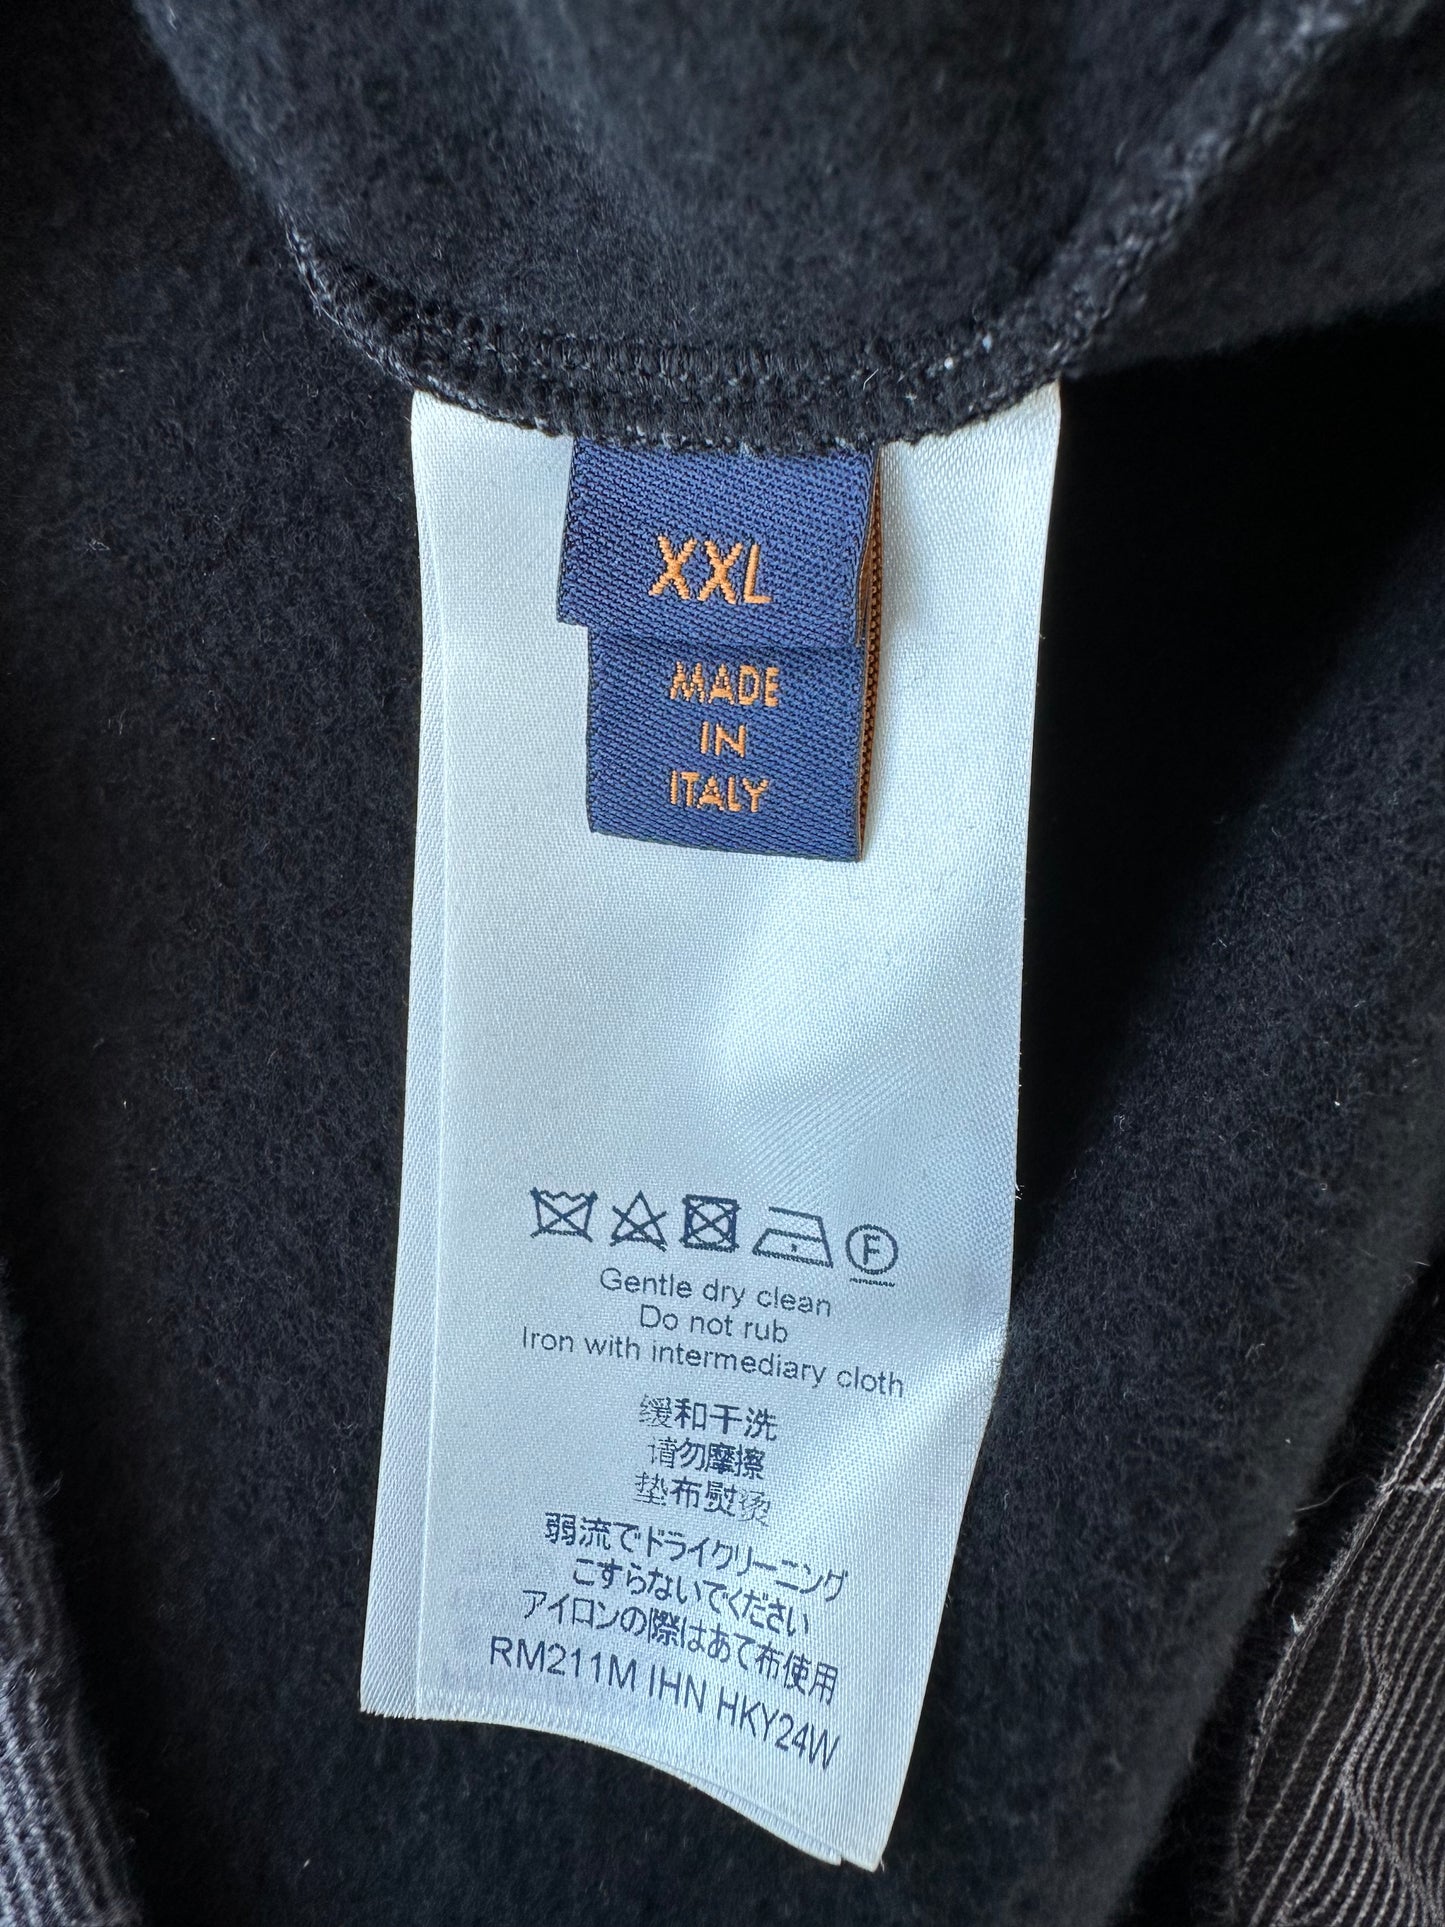 XXL
MADE
IN
ITALY
F
Gentle dry clean
Do not rub
Iron with intermediary cloth
缓和干洗
请勿摩擦
垫布熨烫
弱流でドライクリーニング
こすらないでください
アイロンの際はあて布使用
RM211M IHN HKY24W